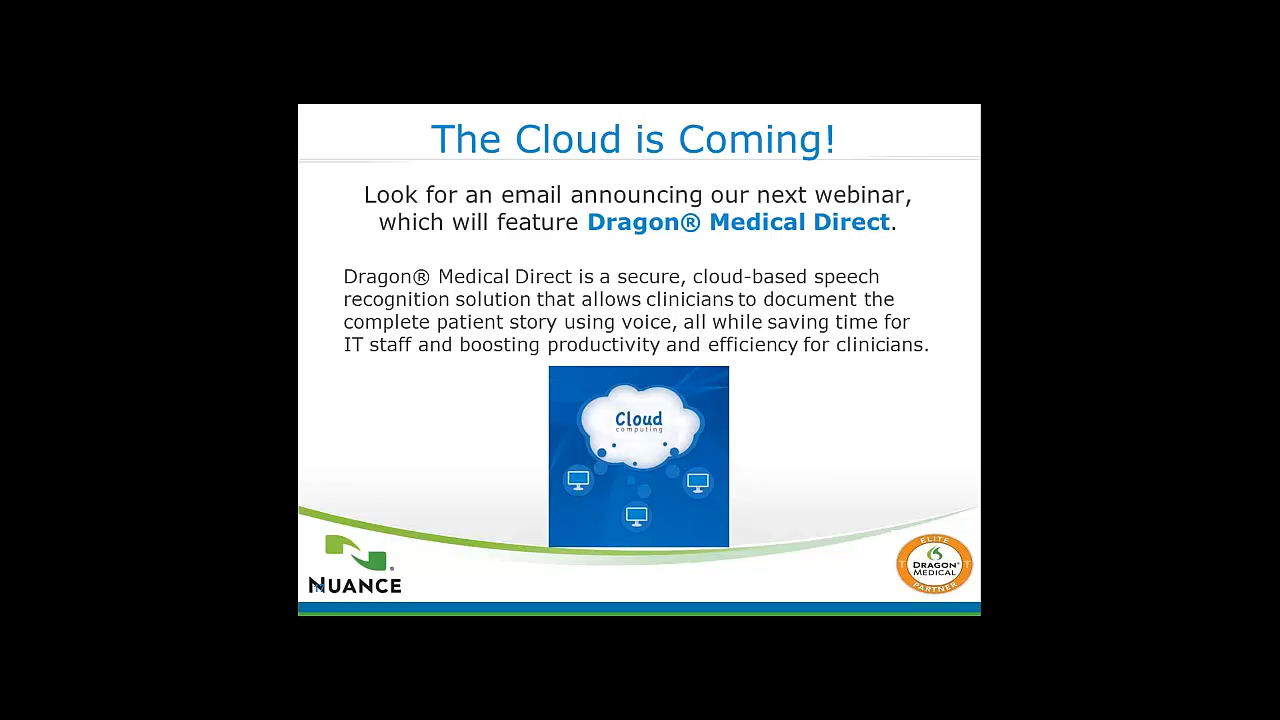 The Cloud is Coming!
Look for an email announcing our next webinar,
which will feature Dragon® Medical Direct.
Dragon® Medical Direct is a secure, cloud-based speech
recognition solution that allows clinicians to document the
complete patient story using voice, all while saving time for
IT staff and boosting productivity and efficiency for clinicians.
Cloud
computing
NUANCE
ELITE
DRAGON®
MEDICAL
PARTNER